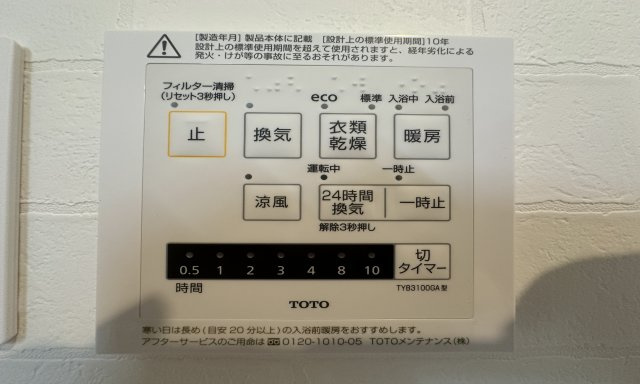 [製造年月] 製品本体に記載 [設計上の標準使用期間]10年
設計上の標準使用期間を超えて使用されますと、経年劣化による
発火・けが等の事故に至るおそれがあります。
フィルター清掃
(リセット3秒押し)
eco 標準 入浴中 入浴前
止 換気 衣類
乾燥 暖房
運転中 一時止
涼風 24時間
換気 一時止
解除3秒押し
0.5 1 2 3 4 8 10 切
タイマー
時間 TYB3100GA型
TOTO
寒い日は長め(目安20分以上)の入浴前暖房をおすすめします。
アフターサービスのご用命は 0120-1010-05 TOTOメンテナンス(株)